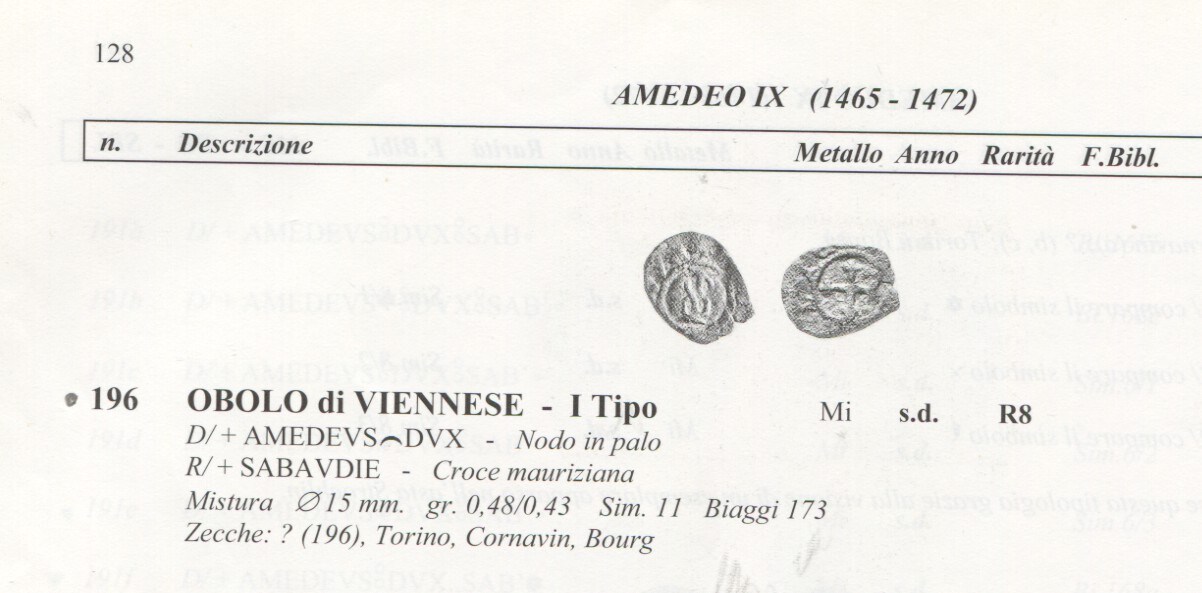 128
AMEDEO IX (1465 - 1472)
n. Descrizione Metallo Anno Rarità F.Bibl.
196 OBOLO di VIENNESE - I Tipo Mi s.d. R8
D/ + AMEDEVS⌢DVX - Nodo in palo
R/ + SABAVDIE - Croce mauriziana
Mistura ∅ 15 mm. gr. 0,48/0,43 Sim. 11 Biaggi 173
Zecche: ? (196), Torino, Cornavin, Bourg